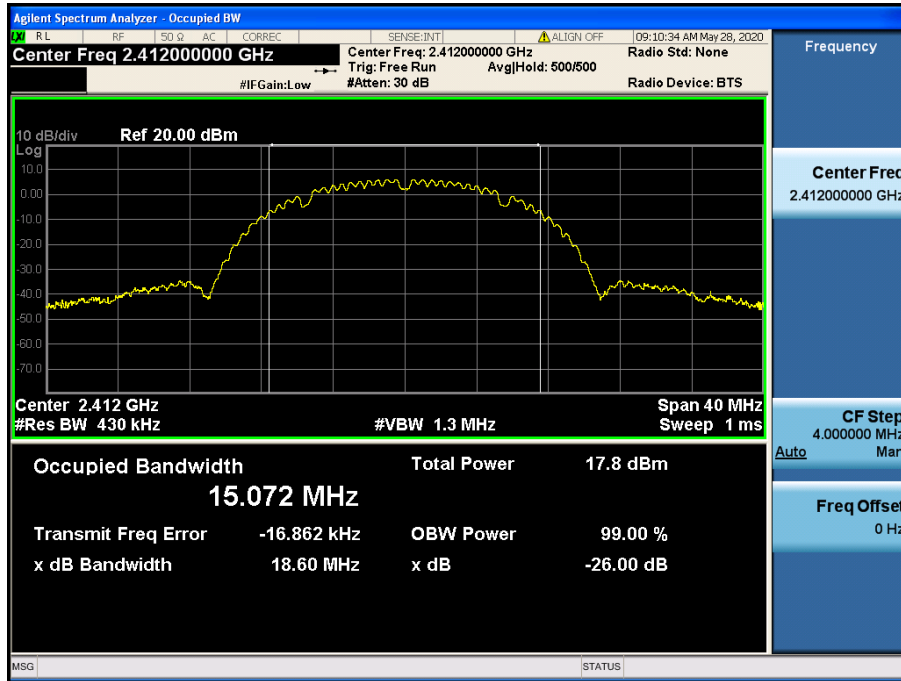 Agilent Spectrum Analyzer - Occupied BW
LXI RL RF 50 Ω AC CORREC SENSE:INT ALIGN OFF 09:10:34 AM May 28, 2020
Center Freq 2.412000000 GHz
Center Freq: 2.412000000 GHz
Radio Std: None
Trig: Free Run Avg|Hold: 500/500
#IFGain:Low
#Atten: 30 dB
Radio Device: BTS
10 dB/div Ref 20.00 dBm
Log
10.0
0.00
-10.0
-20.0
-30.0
-40.0
-50.0
-60.0
-70.0
Center 2.412 GHz Span 40 MHz
#Res BW 430 kHz #VBW 1.3 MHz Sweep 1 ms
Occupied Bandwidth Total Power 17.8 dBm
15.072 MHz
Transmit Freq Error -16.862 kHz OBW Power 99.00 %
x dB Bandwidth 18.60 MHz x dB -26.00 dB
MSG STATUS
Frequency
Center Freq
2.412000000 GHz
CF Step
4.000000 MHz
Auto Man
Freq Offset
0 Hz